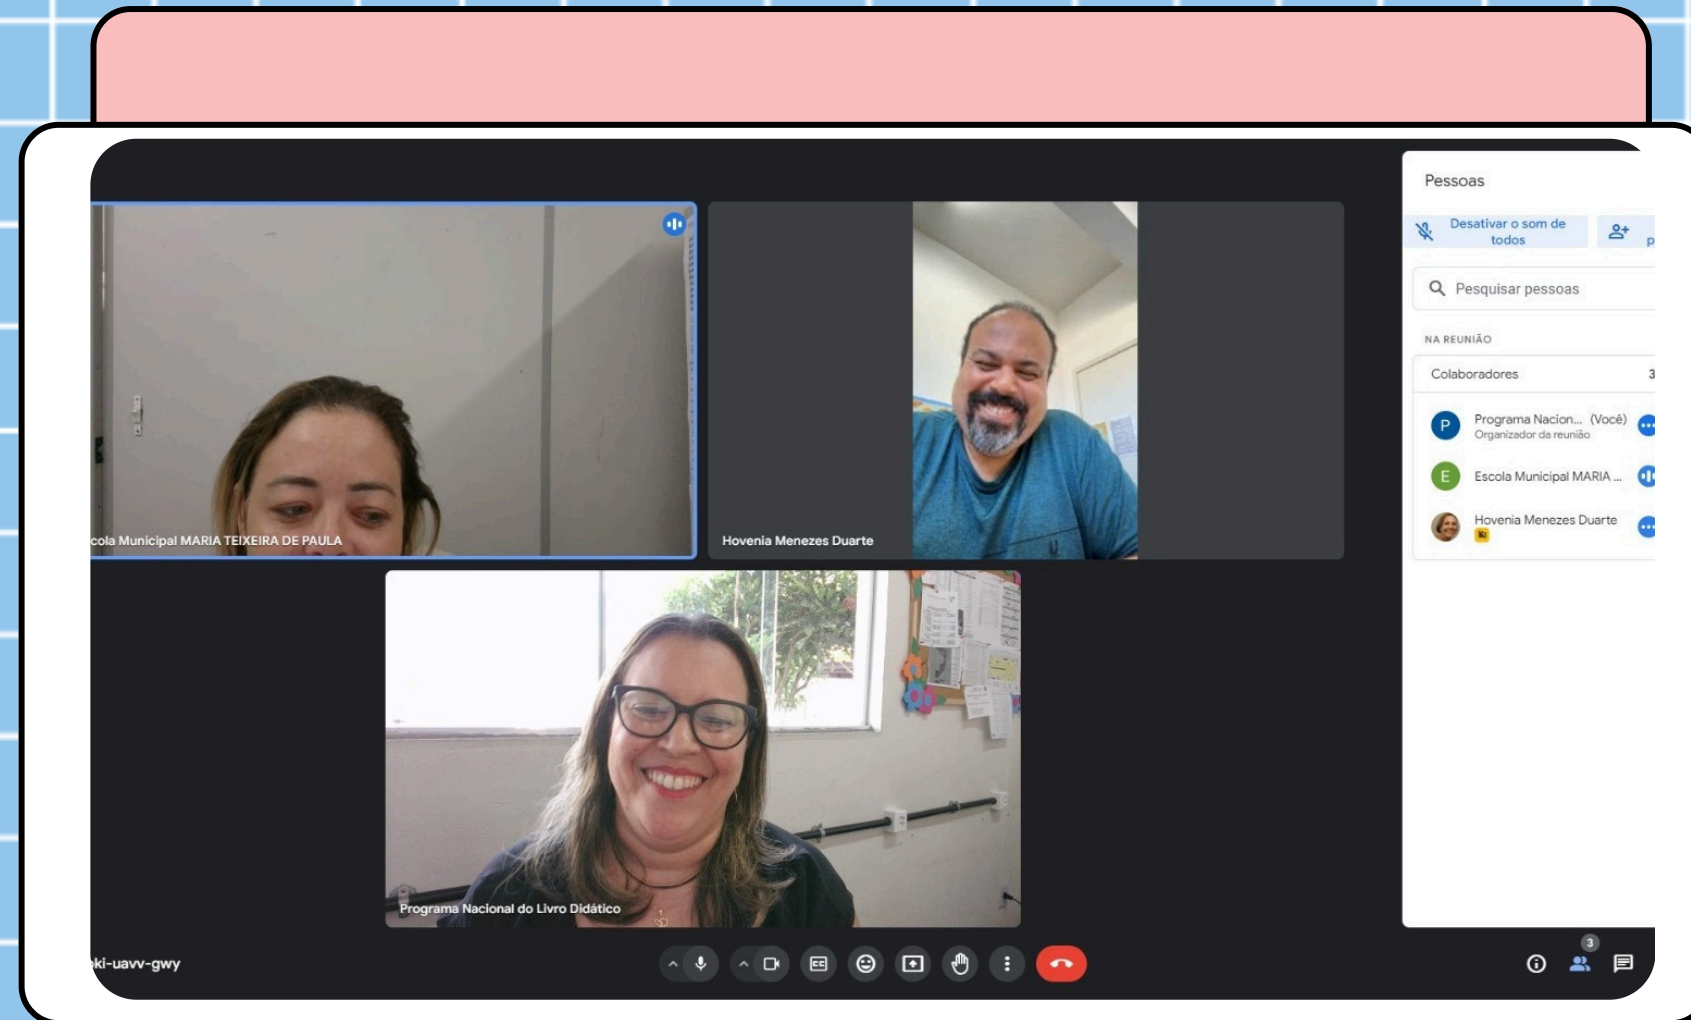 Pessoas
Desativar o som de
todos
p
Pesquisar pessoas
NA REUNIÃO
Colaboradores 3
P
Programa Nacion... (Você)
Organizador da reunião
E
Escola Municipal MARIA ...
Hovenia Menezes Duarte
cola Municipal MARIA TEIXEIRA DE PAULA
Hovenia Menezes Duarte
Programa Nacional do Livro Didático
ki-uavv-gwy
CC
3